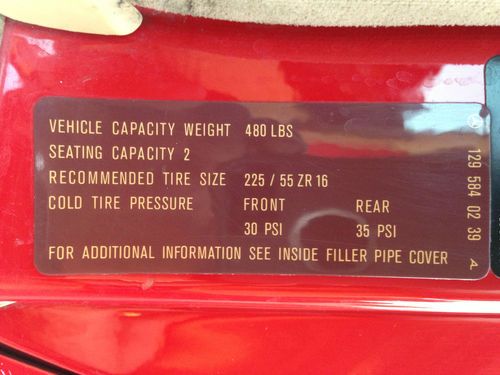 VEHICLE CAPACITY WEIGHT 480 LBS
SEATING CAPACITY 2
RECOMMENDED TIRE SIZE 225 / 55 ZR 16
COLD TIRE PRESSURE FRONT REAR
30 PSI 35 PSI
FOR ADDITIONAL INFORMATION SEE INSIDE FILLER PIPE COVER
129 584 02 39 A